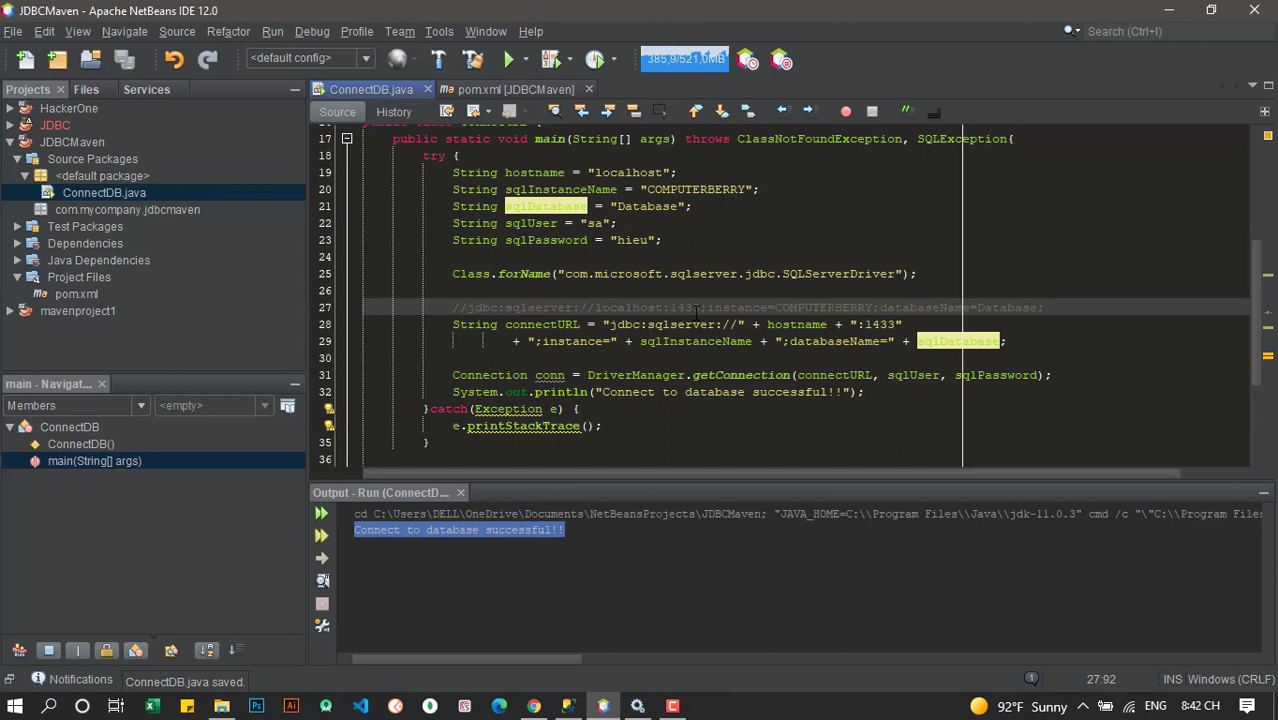 JDBCMaven - Apache NetBeans IDE 12.0
File Edit View Navigate Source Refactor Run Debug Profile Team Tools Window Help
Search (Ctrl+I)
<default config>
385,9/521,0MB
Projects
Files
Services
ConnectDB.java
pom.xml [JDBCMaven]
Source
History
HackerOne
JDBC
JDBCMaven
Source Packages
<default package>
ConnectDB.java
com.mycompany.jdbcmaven
Test Packages
Dependencies
Java Dependencies
Project Files
pom.xml
mavenproject1
17 public static void main(String[] args) throws ClassNotFoundException, SQLException{
18 try {
19 String hostname = "localhost";
20 String sqlInstanceName = "COMPUTERBERRY";
21 String sqlDatabase = "Database";
22 String sqlUser = "sa";
23 String sqlPassword = "hieu";
24
25 Class.forName("com.microsoft.sqlserver.jdbc.SQLServerDriver");
26
27 //jdbc:sqlserver://localhost:1433;instance=COMPUTERBERRY;databaseName=Database;
28 String connectURL = "jdbc:sqlserver://" + hostname + ":1433"
29 + ";instance=" + sqlInstanceName + ";databaseName=" + sqlDatabase;
31 Connection conn = DriverManager.getConnection(connectURL, sqlUser, sqlPassword);
32 System.out.println("Connect to database successful!!");
}catch(Exception e) {
e.printStackTrace();
35 }
36
main - Navigat...
Members
<empty>
ConnectDB
ConnectDB()
main(String[] args)
Output - Run (ConnectD...
cd C:\Users\DELL\OneDrive\Documents\NetBeansProjects\JDBCMaven; "JAVA_HOME=C:\\Program Files\\Java\\jdk-11.0.3" cmd /c "\"C:\\Program Files
Connect to database successful!!
Notifications
ConnectDB.java saved.
1
27:92
INS
Windows (CRLF)
92°F Sunny
ENG
8:42 CH